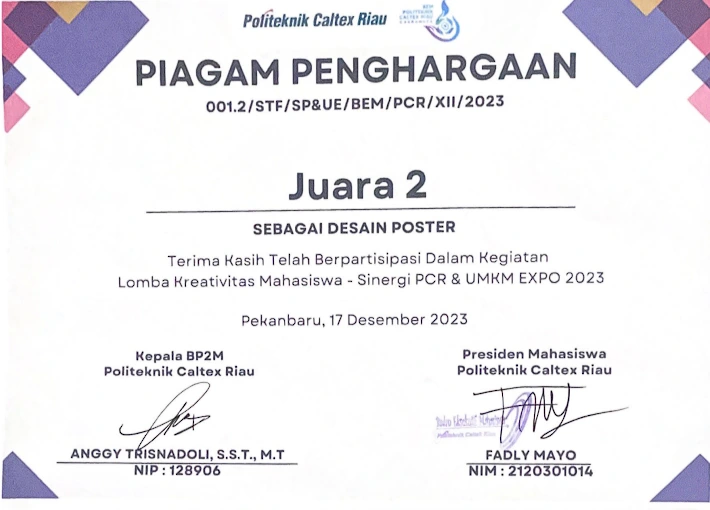 Politeknik Caltex Riau
BEM
POLITEKNIK
CALTEX RIAU
PIAGAM PENGHARGAAN
001.2/STF/SP&UE/BEM/PCR/XII/2023
Juara 2
SEBAGAI DESAIN POSTER
Terima Kasih Telah Berpartisipasi Dalam Kegiatan
Lomba Kreativitas Mahasiswa - Sinergi PCR & UMKM EXPO 2023
Pekanbaru, 17 Desember 2023
Kepala BP2M
Politeknik Caltex Riau
ANGGY TRISNADOLI, S.S.T., M.T
NIP : 128906
Presiden Mahasiswa
Politeknik Caltex Riau
Politeknik Caltex Riau
FADLY MAYO
NIM : 2120301014